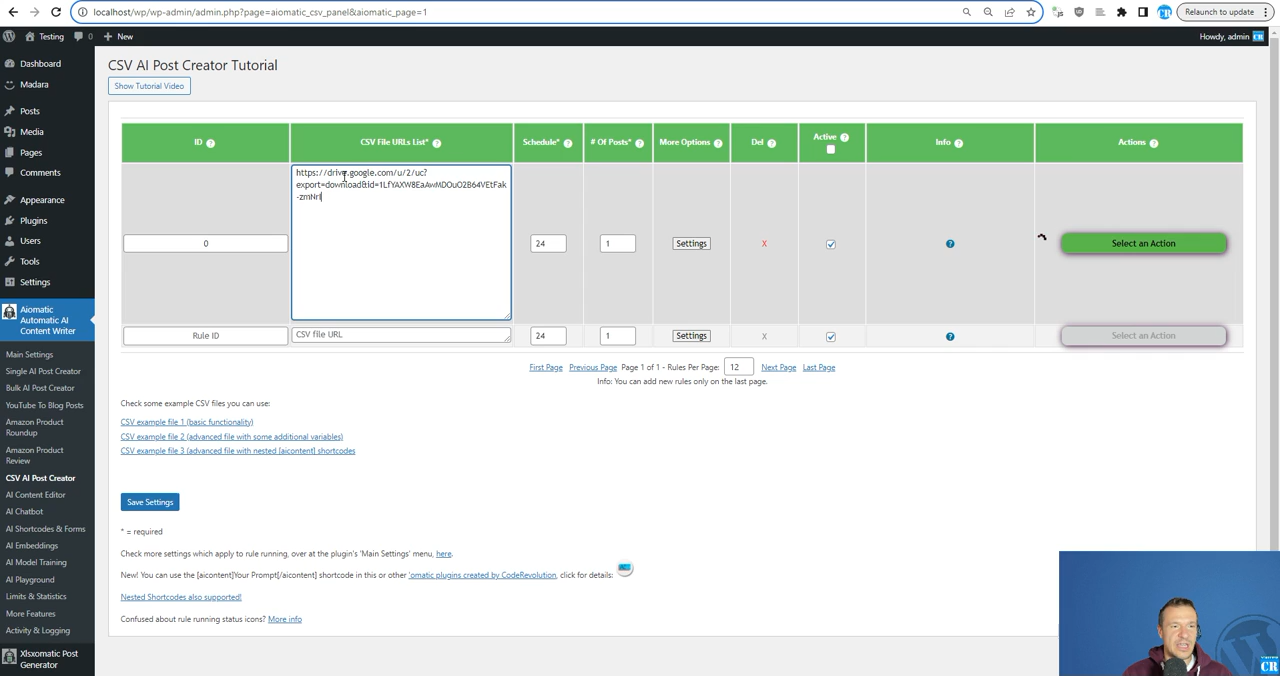 localhost/wp/wp-admin/admin.php?page=aiomatic_csv_panel&aiomatic_page=1
Relaunch to update
Testing
0
New
Howdy, admin
Dashboard
Madara
Posts
Media
Pages
Comments
Appearance
Plugins
Users
Tools
Settings
Aiomatic
Automatic AI
Content Writer
Main Settings
Single AI Post Creator
Bulk AI Post Creator
YouTube To Blog Posts
Amazon Product
Roundup
Amazon Product
Review
CSV AI Post Creator
AI Content Editor
AI Chatbot
AI Shortcodes & Forms
AI Embeddings
AI Model Training
AI Playground
Limits & Statistics
More Features
Activity & Logging
Xlsxomatic Post
Generator
CSV AI Post Creator Tutorial
Show Tutorial Video
ID CSV File URLs List* Schedule* # Of Posts* More Options Del Active Info Actions
https://drive.google.com/u/2/uc?
export=download&id=1LfYAXW8EaAwMDOuO2B64VEtFak
-zmNrI
0 24 1 Settings X Select an Action
Rule ID CSV file URL 24 1 Settings X Select an Action
First Page Previous Page Page 1 of 1 - Rules Per Page: 12 Next Page Last Page
Info: You can add new rules only on the last page.
Check some example CSV files you can use:
CSV example file 1 (basic functionality)
CSV example file 2 (advanced file with some additional variables)
CSV example file 3 (advanced file with nested [aicontent] shortcodes
Save Settings
* = required
Check more settings which apply to rule running, over at the plugin's 'Main Settings' menu, here.
New! You can use the [aicontent]Your Prompt[/aicontent] shortcode in this or other 'omatic plugins created by CodeRevolution, click for details:
Nested Shortcodes also supported!
Confused about rule running status icons? More info
CR